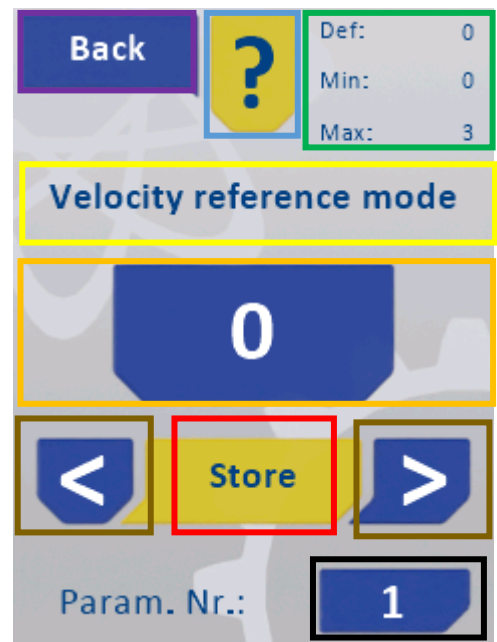 Back
?
Def: 0
Min: 0
Max: 3
Velocity reference mode
0
<
Store
>
Param. Nr.: 1